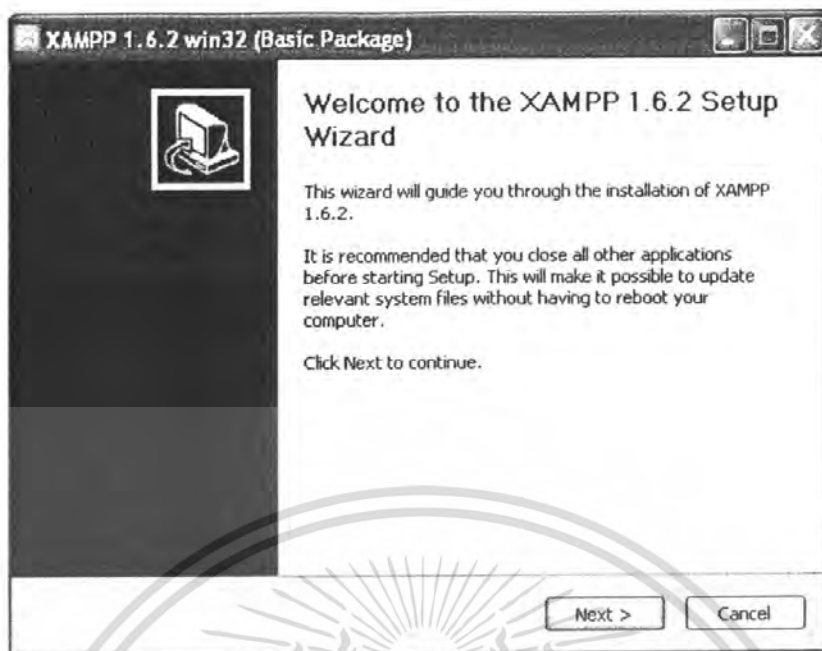 XAMPP 1.6.2 win32 (Basic Package)
Welcome to the XAMPP 1.6.2 Setup
Wizard
This wizard will guide you through the installation of XAMPP
1.6.2.
It is recommended that you close all other applications
before starting Setup. This will make it possible to update
relevant system files without having to reboot your
computer.
Click Next to continue.
Next >
Cancel